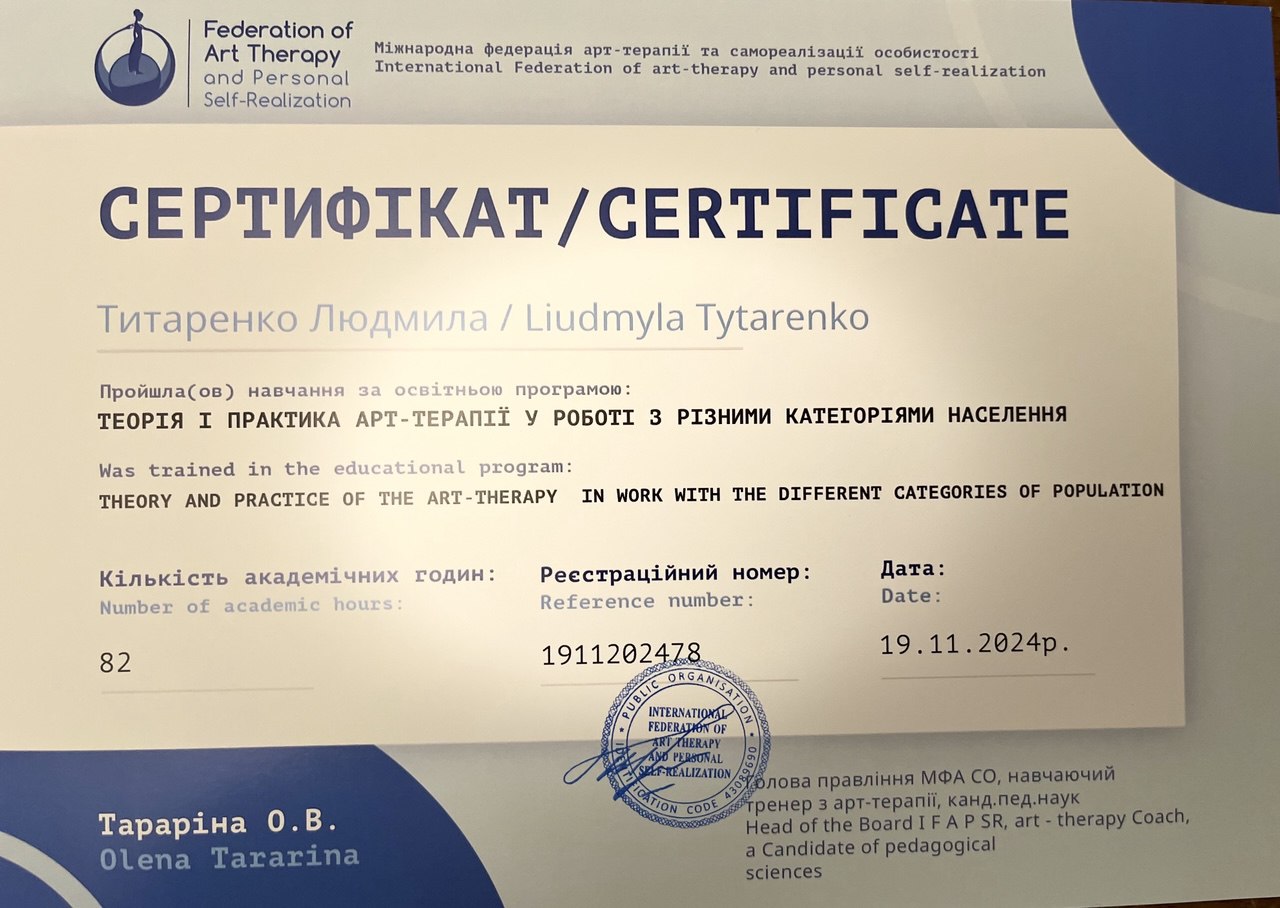 Federation of
Art Therapy
and Personal
Self-Realization
Міжнародна федерація арт-терапії та самореалізації особистості
International Federation of art-therapy and personal self-realization
СЕРТИФІКАТ/CERTIFICATE
Титаренко Людмила / Liudmyla Tytarenko
Пройшла(ов) навчання за освітньою програмою:
ТЕОРІЯ І ПРАКТИКА АРТ-ТЕРАПІЇ У РОБОТІ З РІЗНИМИ КАТЕГОРІЯМИ НАСЕЛЕННЯ
Was trained in the educational program:
THEORY AND PRACTICE OF THE ART-THERAPY IN WORK WITH THE DIFFERENT CATEGORIES OF POPULATION
Кількість академічних годин:
Number of academic hours:
82
Реєстраційний номер:
Reference number:
1911202478
Дата:
Date:
19.11.2024р.
PUBLIC ORGANISATION
INTERNATIONAL
FEDERATION OF
ART THERAPY
AND PERSONAL
SELF-REALIZATION
IDENTIFICATION CODE 43089690
Тараріна О.В.
Olena Tararina
Голова правління МФА СО, навчаючий
тренер з арт-терапії, канд.пед.наук
Head of the Board I F A P SR, art - therapy Coach,
a Candidate of pedagogical
sciences